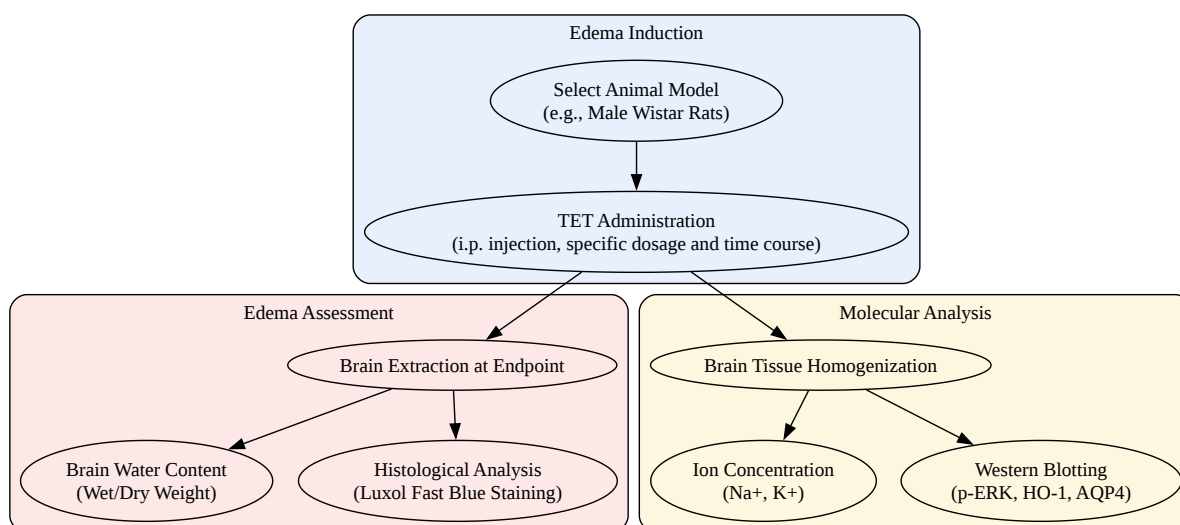 Edema Induction
Select Animal Model
(e.g., Male Wistar Rats)
TET Administration
(i.p. injection, specific dosage and time course)
Edema Assessment
Brain Extraction at Endpoint
Brain Water Content
(Wet/Dry Weight)
Histological Analysis
(Luxol Fast Blue Staining)
Molecular Analysis
Brain Tissue Homogenization
Ion Concentration
(Na+, K+)
Western Blotting
(p-ERK, HO-1, AQP4)